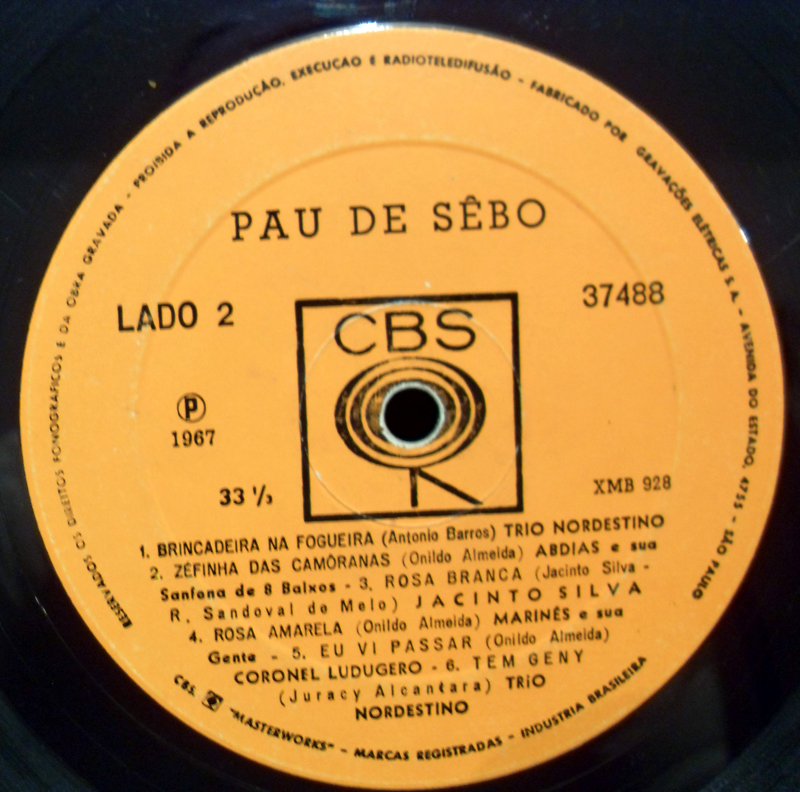 RESERVADOS OS DIREITOS FONOGRÁFICOS E DA OBRA GRAVADA - PROIBIDA A REPRODUÇÃO, EXECUÇÃO E RADIOTELEDIFUSÃO - FABRICADO POR GRAVAÇÕES ELÉTRICAS S. A. - AVENIDA DO ESTADO, 4755 - SÃO PAULO
PAU DE SÊBO
LADO 2
37488
CBS
℗
1967
33 1/3
XMB 928
1. BRINCADEIRA NA FOGUEIRA (Antonio Barros) TRIO NORDESTINO
2. ZÉFINHA DAS CAMÔRANAS (Onildo Almeida) ABDIAS e sua
Sanfona de 8 Baixos - 3. ROSA BRANCA (Jacinto Silva -
R. Sandoval de Melo) JACINTO SILVA
4. ROSA AMARELA (Onildo Almeida) MARINÊS e sua
Gente - 5. EU VI PASSAR (Onildo Almeida)
CORONEL LUDUGERO - 6. TEM GENY
(Juracy Alcantara) TRiO
NORDESTINO
CBS, "MASTERWORKS" - MARCAS REGISTRADAS - INDUSTRIA BRASILEIRA